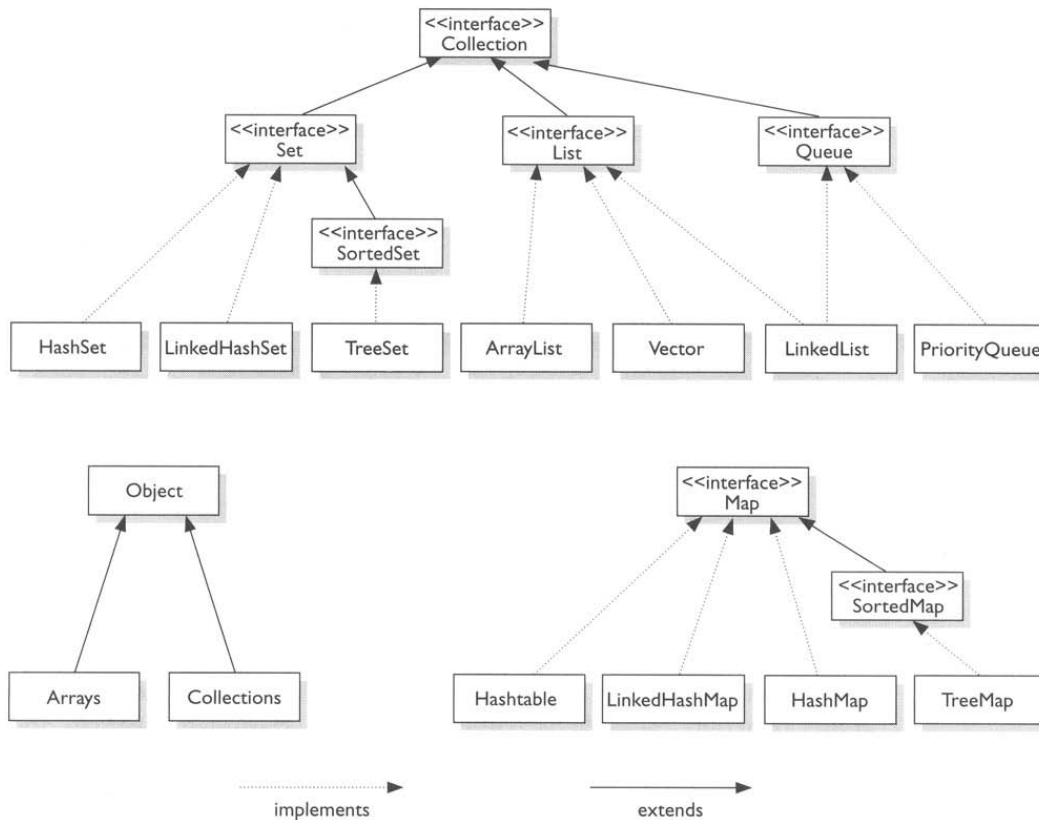 <<interface>>
Collection
<<interface>>
Set
<<interface>>
List
<<interface>>
Queue
<<interface>>
SortedSet
HashSet
LinkedHashSet
TreeSet
ArrayList
Vector
LinkedList
PriorityQueue
Object
<<interface>>
Map
<<interface>>
SortedMap
Arrays
Collections
Hashtable
LinkedHashMap
HashMap
TreeMap
implements
extends